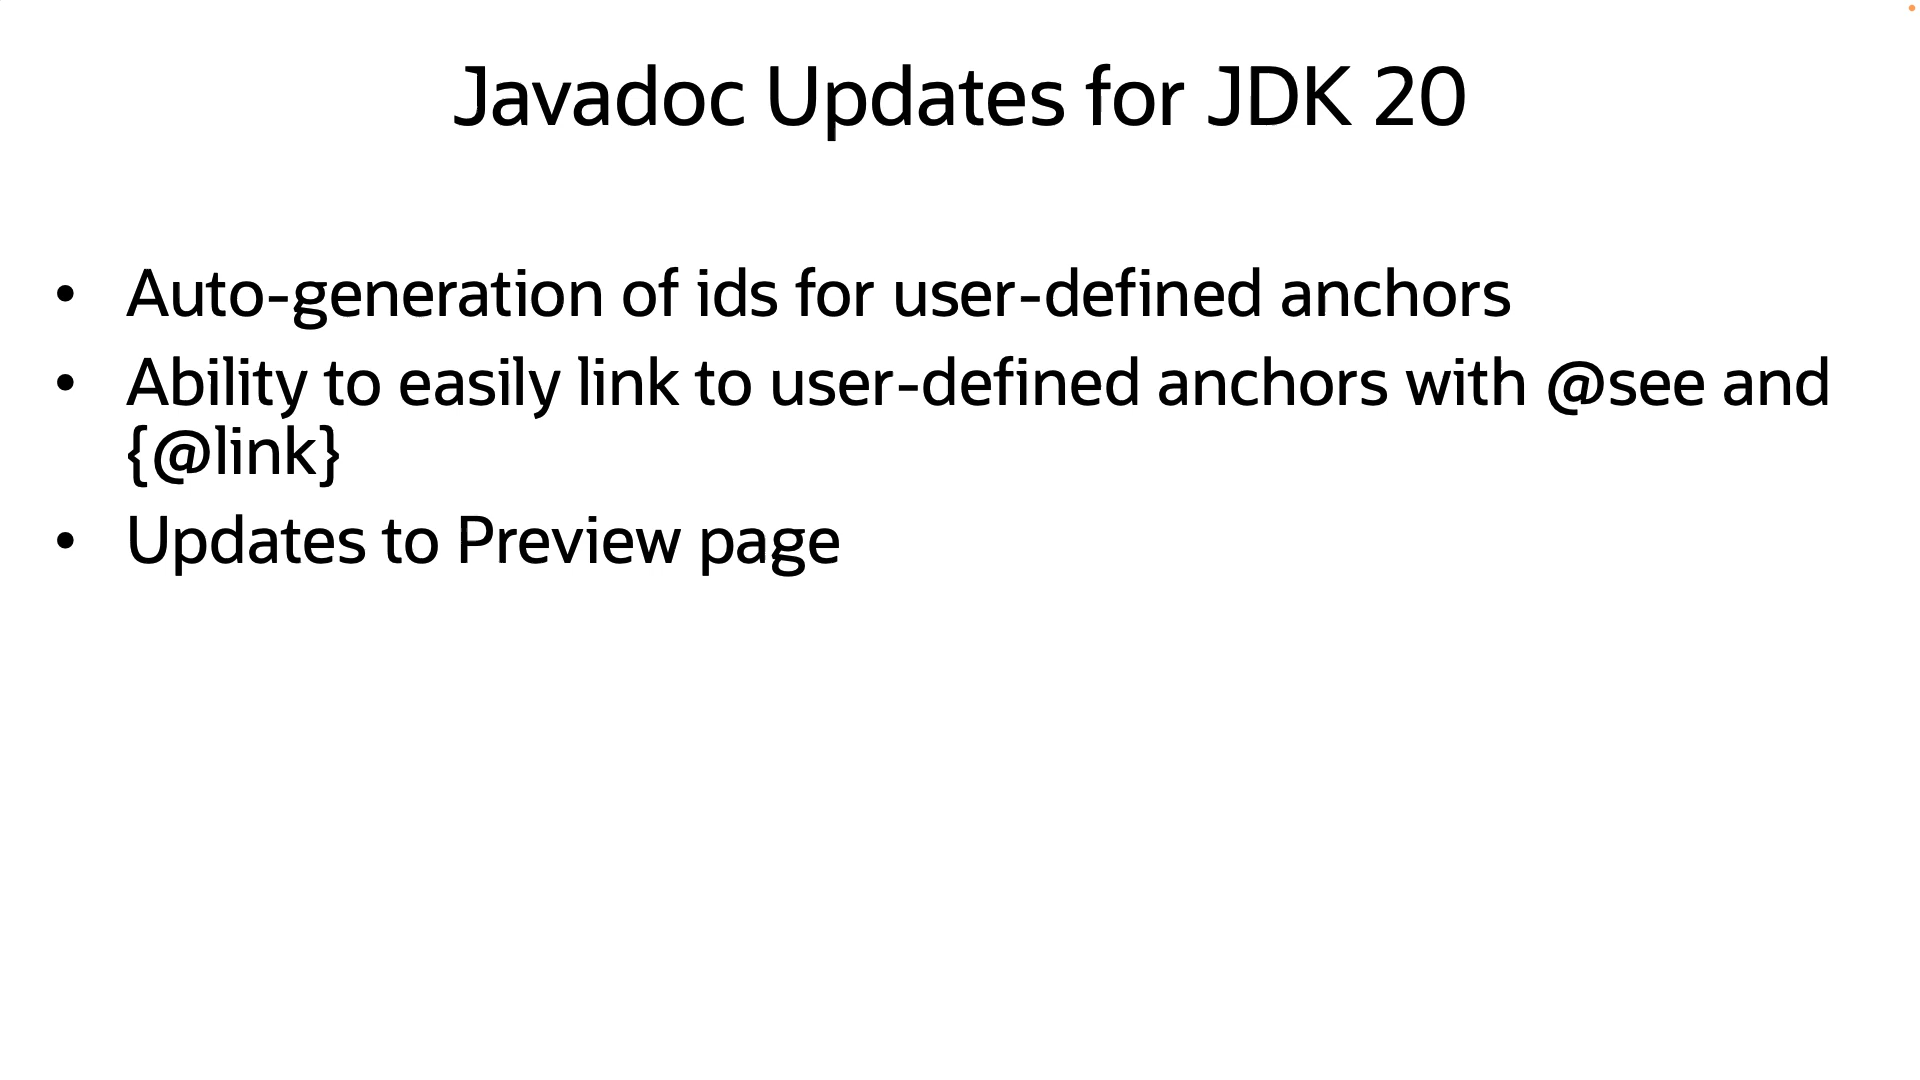 Javadoc Updates for JDK 20
• Auto-generation of ids for user-defined anchors
• Ability to easily link to user-defined anchors with @see and
{@link}
• Updates to Preview page